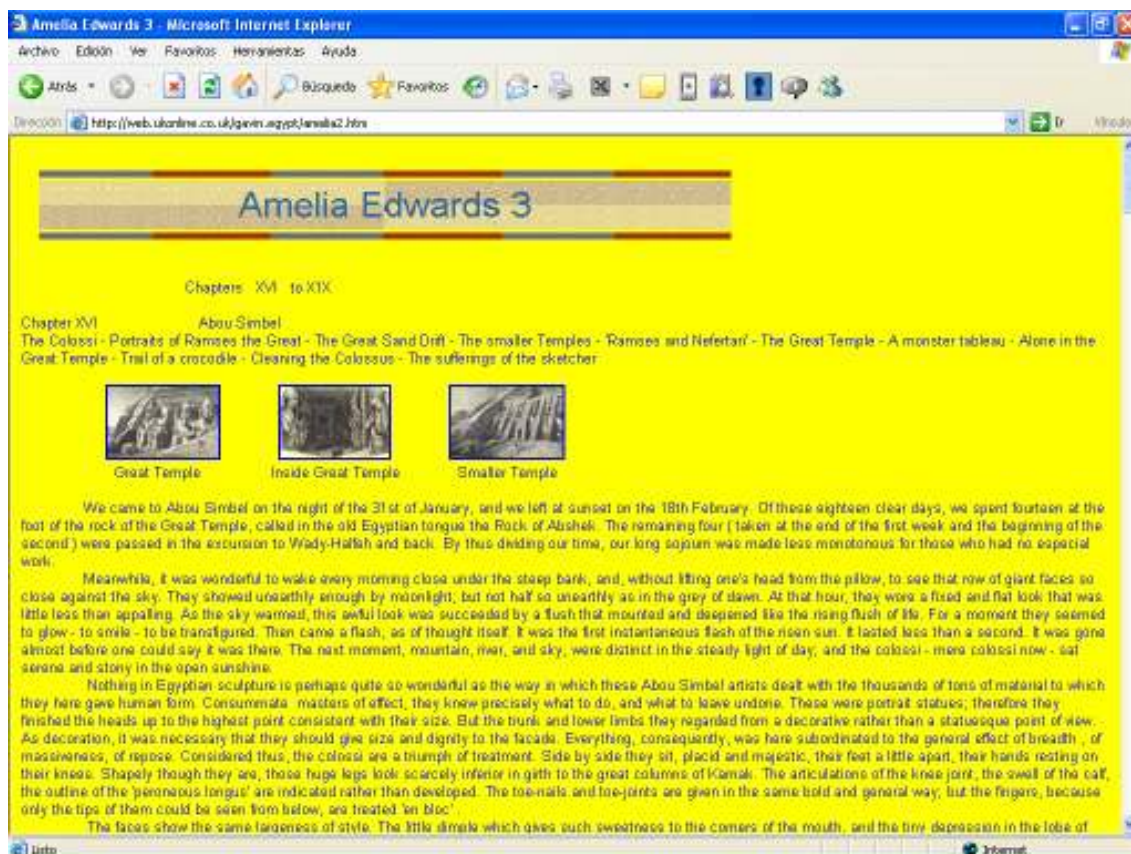 Amelia Edwards 3 - Microsoft Internet Explorer
Archivo Edición Ver Favoritos Herramientas Ayuda
Atrás Búsqueda Favoritos
Dirección http://web.ukonline.co.uk/gavin.egypt/amelia2.htm Ir Vínculos
Amelia Edwards 3
Chapters XVI to X1X
Chapter XVI Abou Simbel
The Colossi - Portraits of Ramses the Great - The Great Sand Drift - The smaller Temples - 'Ramses and Nefertari' - The Great Temple - A monster tableau - Alone in the
Great Temple - Trail of a crocodile - Cleaning the Colossus - The sufferings of the sketcher
Great Temple Inside Great Temple Smaller Temple
We came to Abou Simbel on the night of the 31st of January, and we left at sunset on the 18th February. Of these eighteen clear days, we spent fourteen at the
foot of the rock of the Great Temple, called in the old Egyptian tongue the Rock of Abshek. The remaining four ( taken at the end of the first week and the beginning of the
second ) were passed in the excursion to Wady-Halfah and back. By thus dividing our time, our long sojourn was made less monotonous for those who had no especial
work.
Meanwhile, it was wonderful to wake every morning close under the steep bank, and, without lifting one's head from the pillow, to see that row of giant faces so
close against the sky. They showed unearthly enough by moonlight, but not half so unearthly as in the grey of dawn. At that hour, they wore a fixed and flat look that was
little less than appalling. As the sky warmed, this awful look was succeeded by a flush that mounted and deepened like the rising flush of life. For a moment they seemed
to glow - to smile - to be transfigured. Then came a flash, as of thought itself. It was the first instantaneous flash of the risen sun. It lasted less than a second. It was gone
almost before one could say it was there. The next moment, mountain, river, and sky, were distinct in the steady light of day; and the colossi - mere colossi now - sat
serene and stony in the open sunshine.
Nothing in Egyptian sculpture is perhaps quite so wonderful as the way in which these Abou Simbel artists dealt with the thousands of tons of material to which
they here gave human form. Consummate masters of effect, they knew precisely what to do, and what to leave undone. These were portrait statues; therefore they
finished the heads up to the highest point consistent with their size. But the trunk and lower limbs they regarded from a decorative rather than a statuesque point of view.
As decoration, it was necessary that they should give size and dignity to the facade. Everything, consequently, was here subordinated to the general effect of breadth , of
massiveness, of repose. Considered thus, the colossi are a triumph of treatment. Side by side they sit, placid and majestic, their feet a little apart, their hands resting on
their knees. Shapely though they are, those huge legs look scarcely inferior in girth to the great columns of Karnak. The articulations of the knee joint, the swell of the calf,
the outline of the 'peroneous longus' are indicated rather than developed. The toe-nails and toe-joints are given in the same bold and general way; but the fingers, because
only the tips of them could be seen from below, are treated 'en bloc'.
The faces show the same largeness of style. The little dimple which gives such sweetness to the corners of the mouth, and the tiny depression in the lobe of
Listo Internet